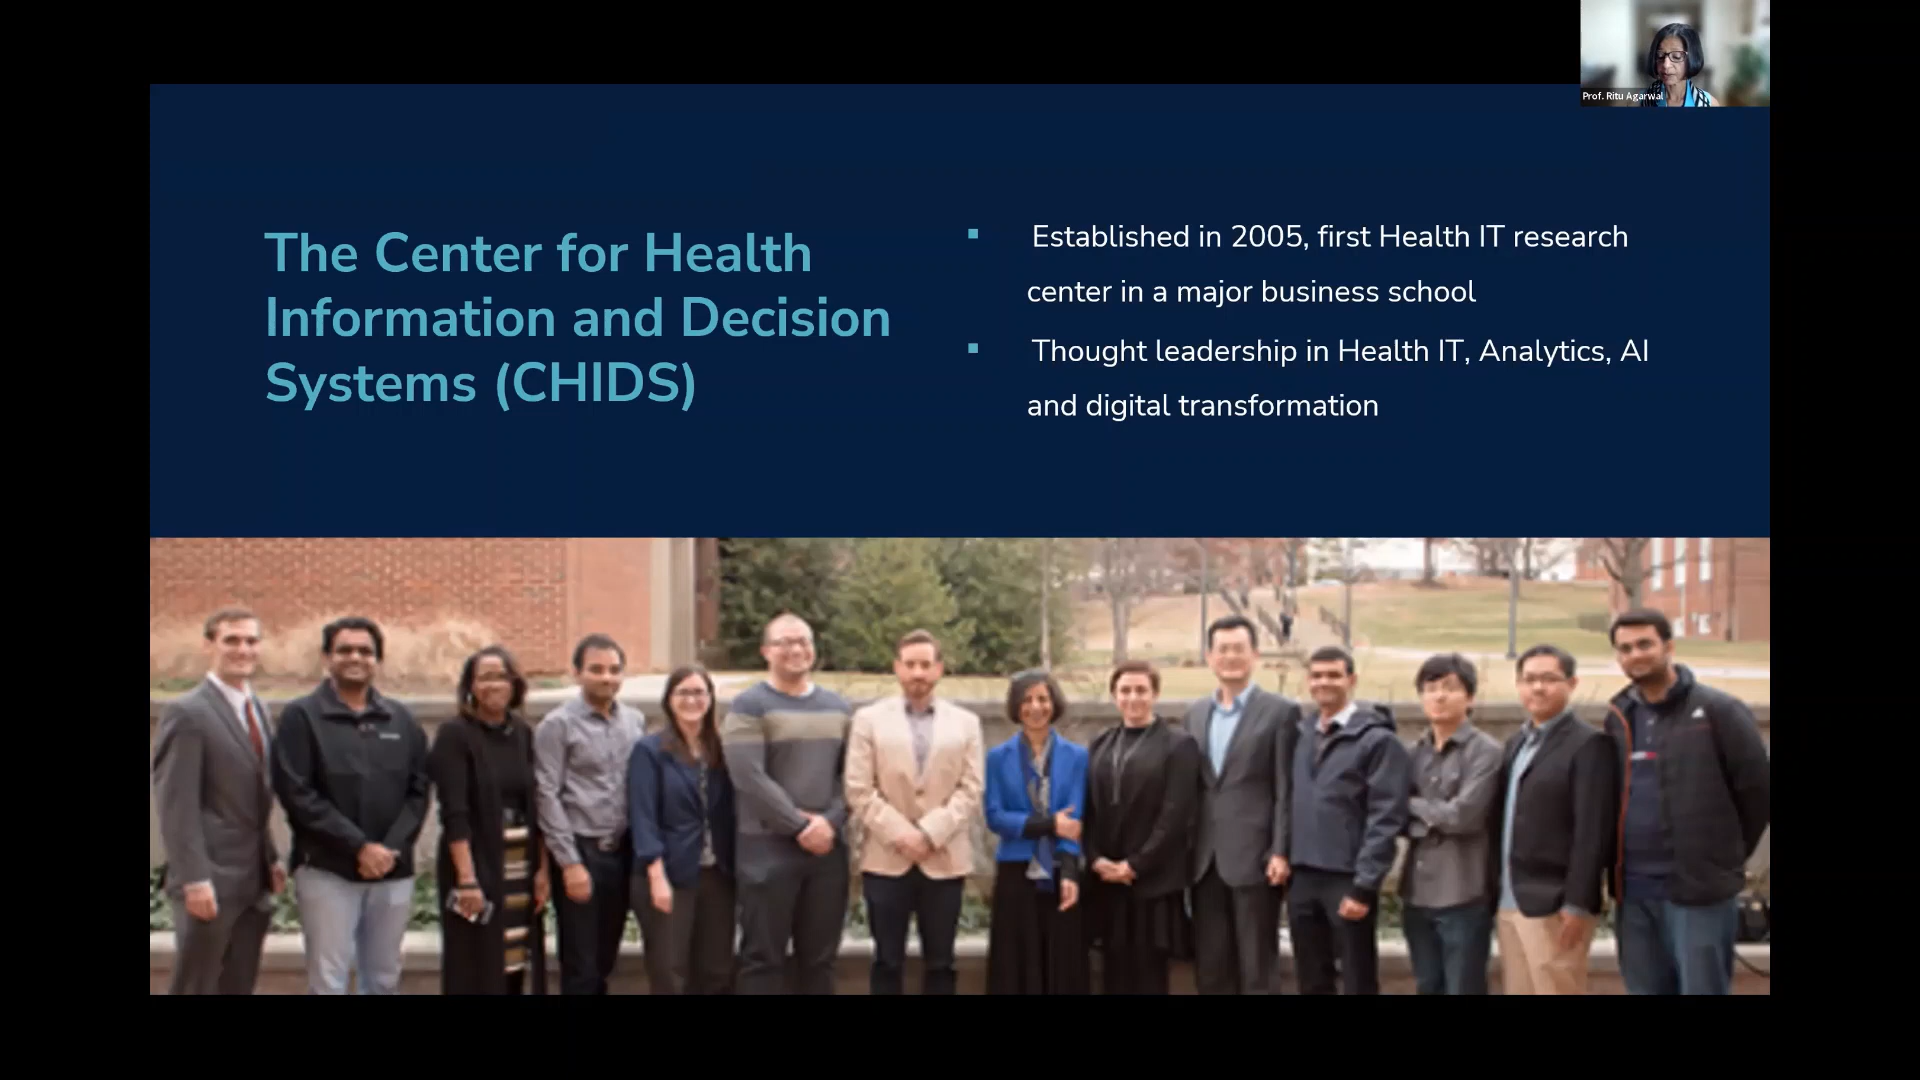 Prof. Ritu Agarwal
The Center for Health
Information and Decision
Systems (CHIDS)
▪ Established in 2005, first Health IT research
center in a major business school
▪ Thought leadership in Health IT, Analytics, AI
and digital transformation